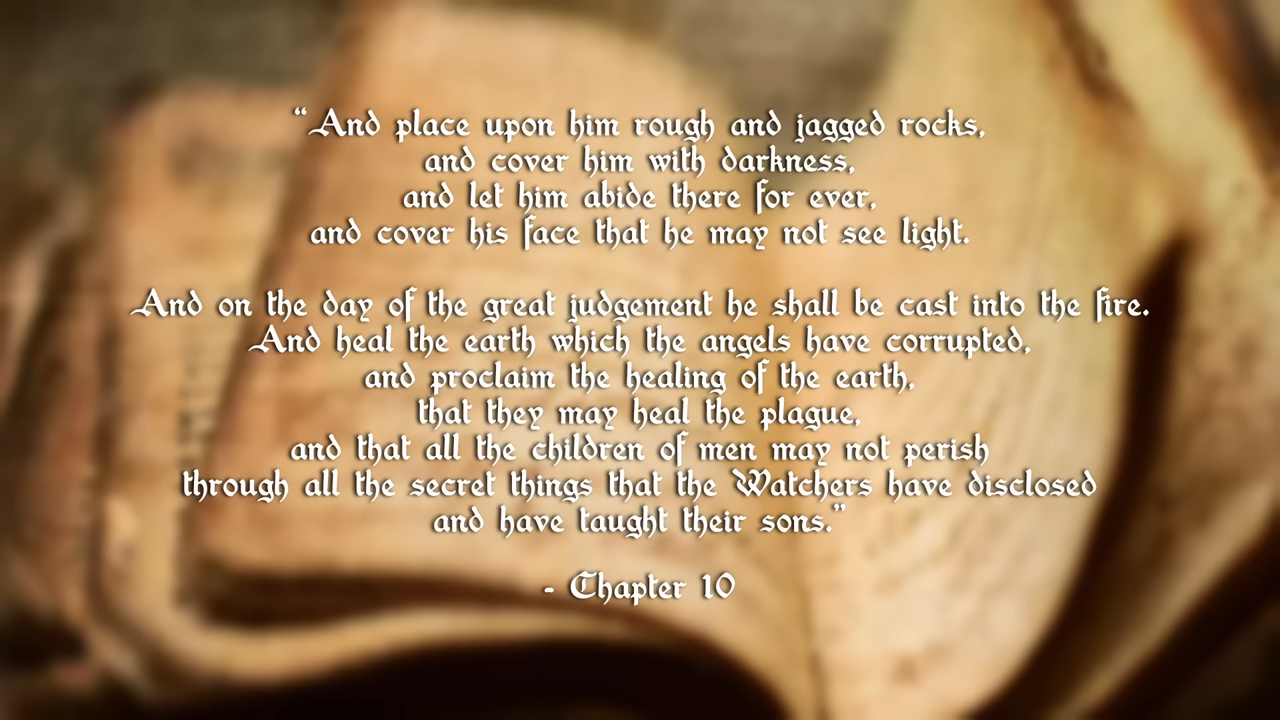 “And place upon him rough and jagged rocks,
and cover him with darkness,
and let him abide there for ever,
and cover his face that he may not see light.
And on the day of the great judgement he shall be cast into the fire.
And heal the earth which the angels have corrupted,
and proclaim the healing of the earth,
that they may heal the plague,
and that all the children of men may not perish
through all the secret things that the Watchers have disclosed
and have taught their sons.”
- Chapter 10